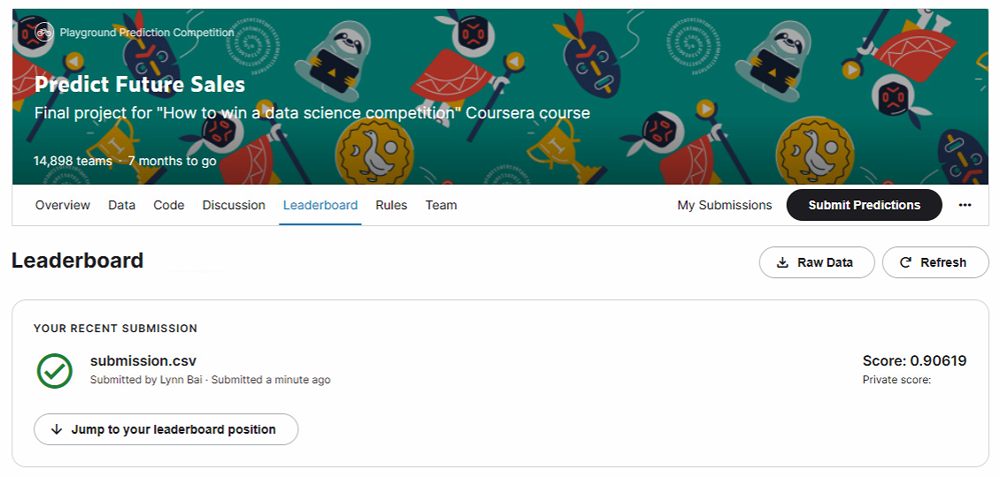 Playground Prediction Competition
Predict Future Sales
Final project for "How to win a data science competition" Coursera course
14,898 teams · 7 months to go
Overview Data Code Discussion Leaderboard Rules Team My Submissions Submit Predictions •••
Leaderboard Raw Data Refresh
YOUR RECENT SUBMISSION
submission.csv Score: 0.90619
Submitted by Lynn Bai · Submitted a minute ago Private score:
Jump to your leaderboard position